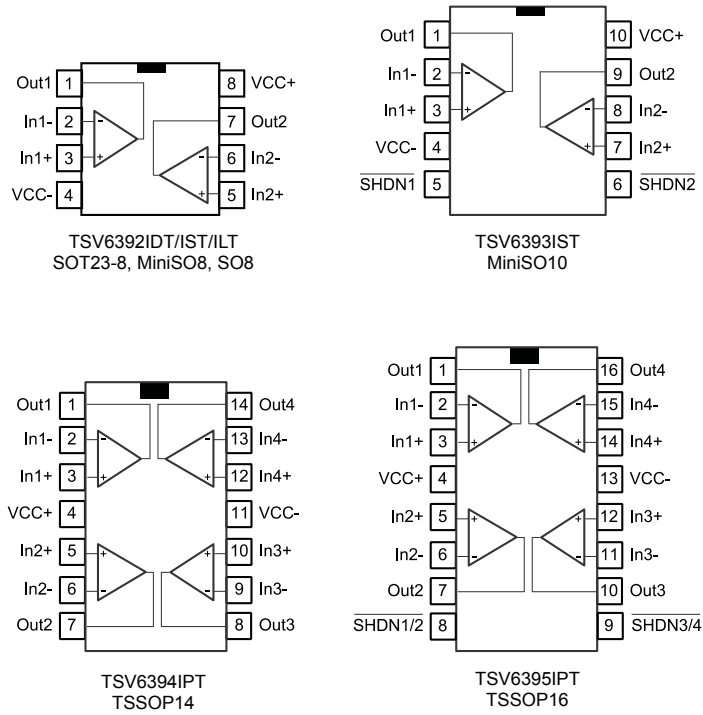 Out1 1 8 VCC+
In1- 2 - 7 Out2
In1+ 3 + - 6 In2-
VCC- 4 + 5 In2+
TSV6392IDT/IST/ILT
SOT23-8, MiniSO8, SO8
Out1 1 10 VCC+
In1- 2 - 9 Out2
In1+ 3 + - 8 In2-
VCC- 4 + 7 In2+
SHDN1 5 6 SHDN2
TSV6393IST
MiniSO10
Out1 1 14 Out4
In1- 2 - - 13 In4-
In1+ 3 + + 12 In4+
VCC+ 4 11 VCC-
In2+ 5 + + 10 In3+
In2- 6 - - 9 In3-
Out2 7 8 Out3
TSV6394IPT
TSSOP14
Out1 1 16 Out4
In1- 2 - - 15 In4-
In1+ 3 + + 14 In4+
VCC+ 4 13 VCC-
In2+ 5 + + 12 In3+
In2- 6 - - 11 In3-
Out2 7 10 Out3
SHDN1/2 8 9 SHDN3/4
TSV6395IPT
TSSOP16